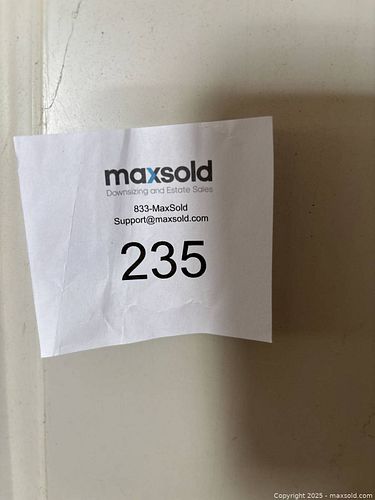 maxsold
Downsizing and Estate Sales
833-MaxSold
Support@maxsold.com
235
Copyright 2025 - maxsold.com